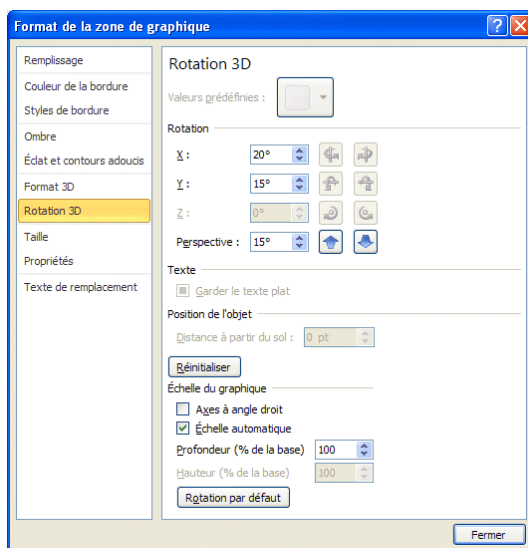 Format de la zone de graphique
Remplissage
Couleur de la bordure
Styles de bordure
Ombre
Éclat et contours adoucis
Format 3D
Rotation 3D
Taille
Propriétés
Texte de remplacement
Rotation 3D
Valeurs prédéfinies :
Rotation
X : 20°
Y : 15°
Z : 0°
Perspective : 15°
Texte
Garder le texte plat
Position de l'objet
Distance à partir du sol : 0 pt
Réinitialiser
Échelle du graphique
Axes à angle droit
Échelle automatique
Profondeur (% de la base) 100
Hauteur (% de la base) 100
Rotation par défaut
Fermer